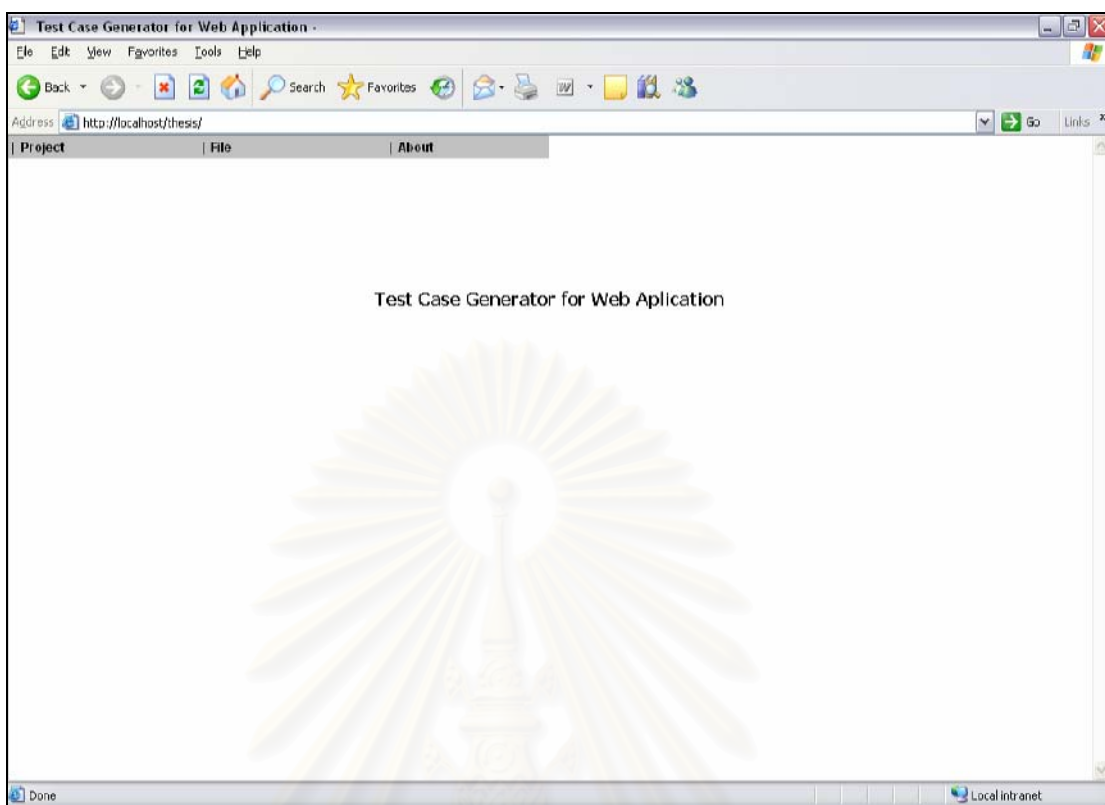 Test Case Generator for Web Application -
File Edit View Favorites Tools Help
Back Search Favorites
Address http://localhost/thesis/ Go Links »
| Project | File | About
Test Case Generator for Web Aplication
Done Local intranet